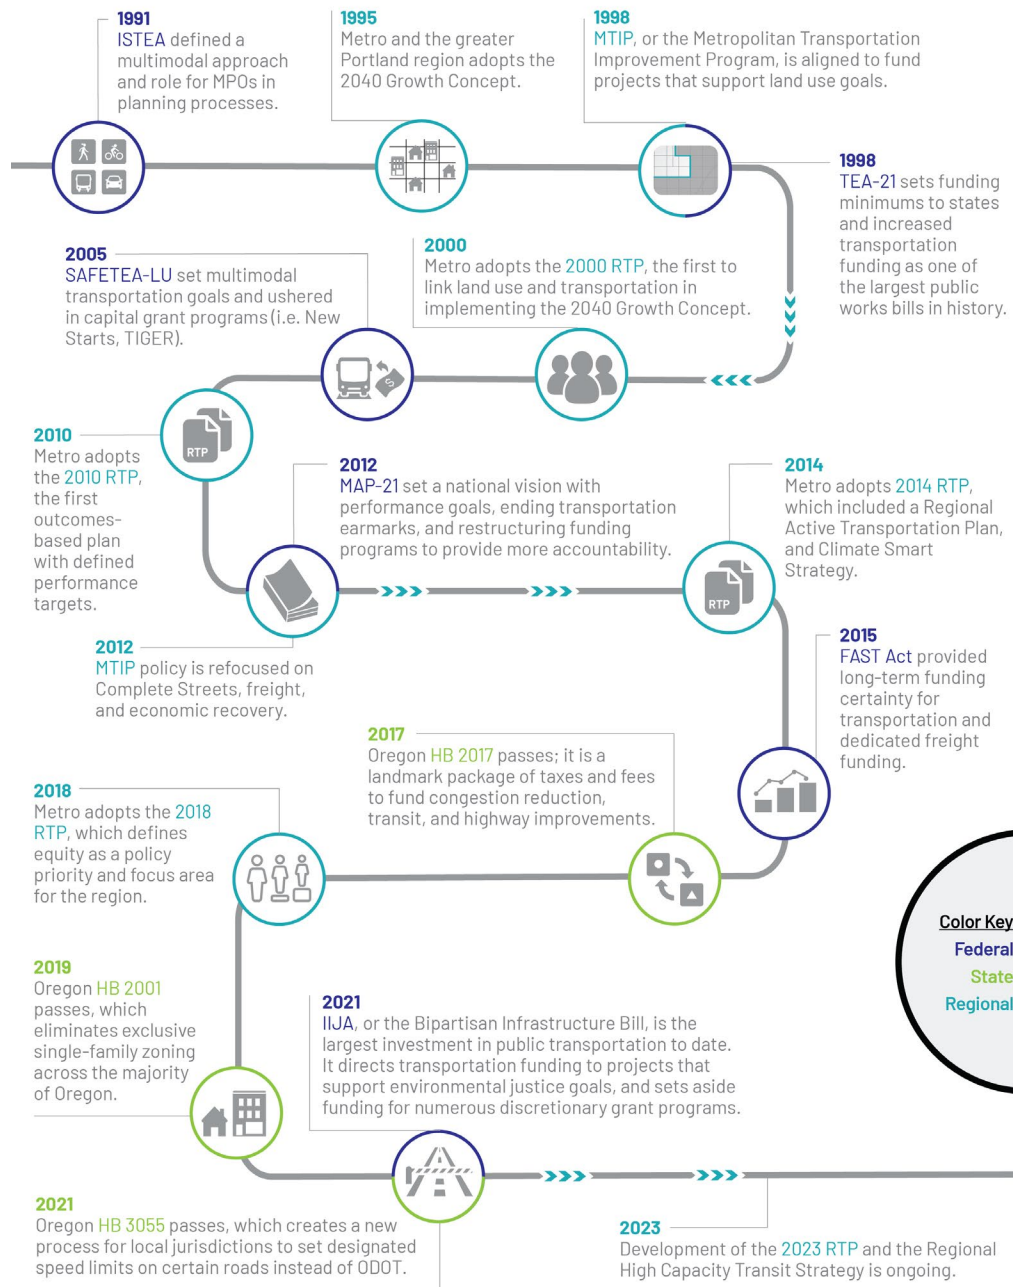 1991
ISTEA defined a
multimodal approach
and role for MPOs in
planning processes.
1995
Metro and the greater
Portland region adopts the
2040 Growth Concept.
1998
MTIP, or the Metropolitan Transportation
Improvement Program, is aligned to fund
projects that support land use goals.
1998
TEA-21 sets funding
minimums to states
and increased
transportation
funding as one of
the largest public
works bills in history.
2000
Metro adopts the 2000 RTP, the first to
link land use and transportation in
implementing the 2040 Growth Concept.
2005
SAFETEA-LU set multimodal
transportation goals and ushered
in capital grant programs (i.e. New
Starts, TIGER).
$
RTP
2010
Metro adopts
the 2010 RTP,
the first
outcomes-
based plan
with defined
performance
targets.
2012
MAP-21 set a national vision with
performance goals, ending transportation
earmarks, and restructuring funding
programs to provide more accountability.
2012
MTIP policy is refocused on
Complete Streets, freight,
and economic recovery.
2014
Metro adopts 2014 RTP,
which included a Regional
Active Transportation Plan,
and Climate Smart
Strategy.
RTP
2015
FAST Act provided
long-term funding
certainty for
transportation and
dedicated freight
funding.
2017
Oregon HB 2017 passes; it is a
landmark package of taxes and fees
to fund congestion reduction,
transit, and highway improvements.
2018
Metro adopts the 2018
RTP, which defines
equity as a policy
priority and focus area
for the region.
2019
Oregon HB 2001
passes, which
eliminates exclusive
single-family zoning
across the majority
of Oregon.
2021
IIJA, or the Bipartisan Infrastructure Bill, is the
largest investment in public transportation to date.
It directs transportation funding to projects that
support environmental justice goals, and sets aside
funding for numerous discretionary grant programs.
2021
Oregon HB 3055 passes, which creates a new
process for local jurisdictions to set designated
speed limits on certain roads instead of ODOT.
2023
Development of the 2023 RTP and the Regional
High Capacity Transit Strategy is ongoing.
Color Key
Federal
State
Regional